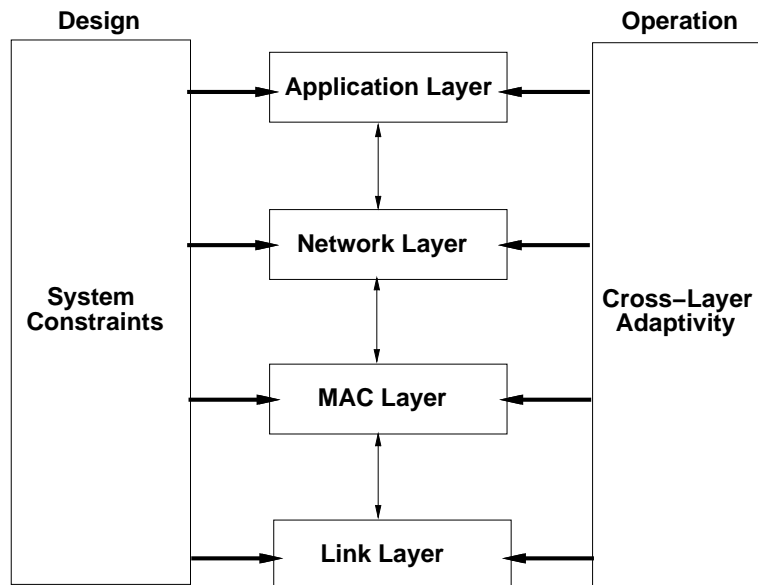 Design
Operation
Application Layer
Network Layer
System
Constraints
Cross−Layer
Adaptivity
MAC Layer
Link Layer